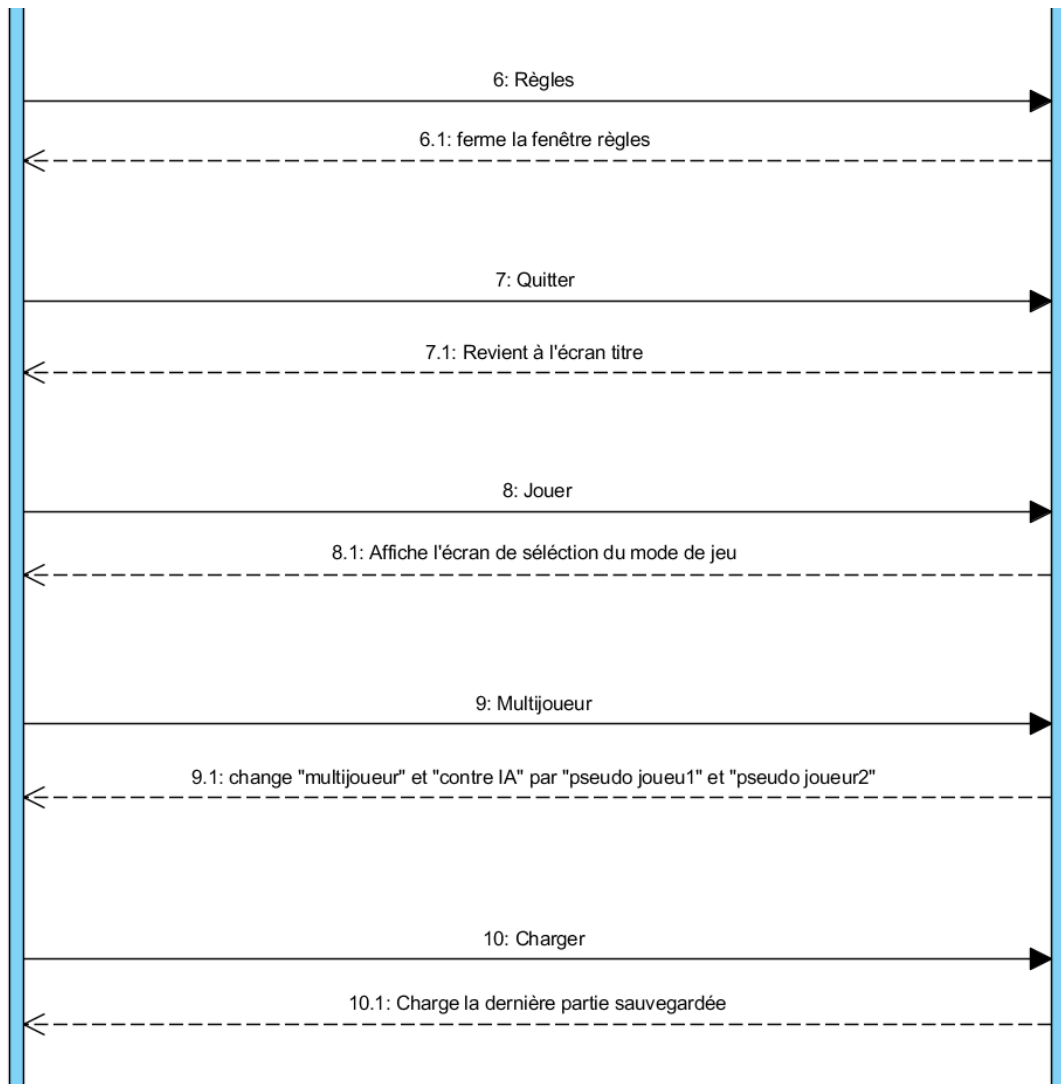 6: Règles
6.1: ferme la fenêtre règles
7: Quitter
7.1: Revient à l'écran titre
8: Jouer
8.1: Affiche l'écran de séléction du mode de jeu
9: Multijoueur
9.1: change "multijoueur" et "contre IA" par "pseudo joueu1" et "pseudo joueur2"
10: Charger
10.1: Charge la dernière partie sauvegardée